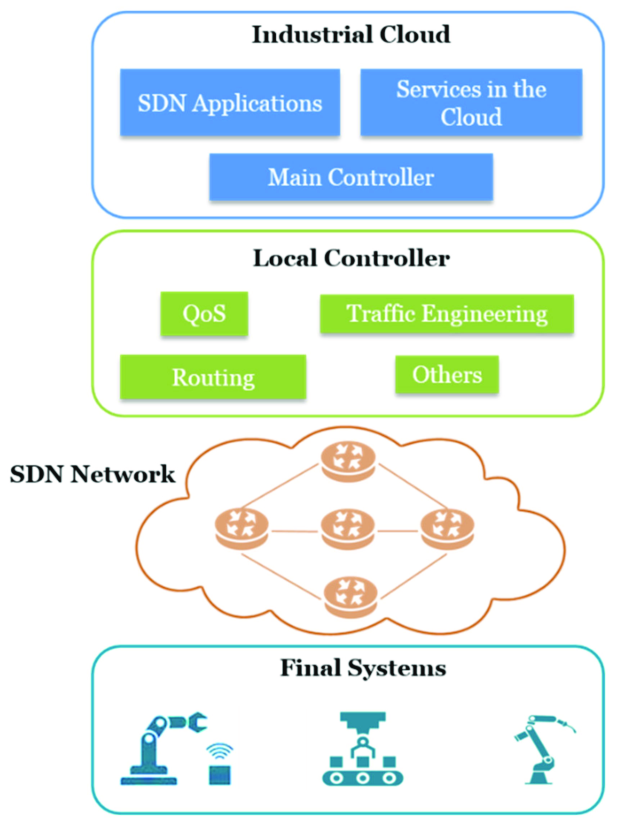 Industrial Cloud
SDN Applications
Services in the
Cloud
Main Controller
Local Controller
QoS
Traffic Engineering
Routing
Others
SDN Network
Final Systems